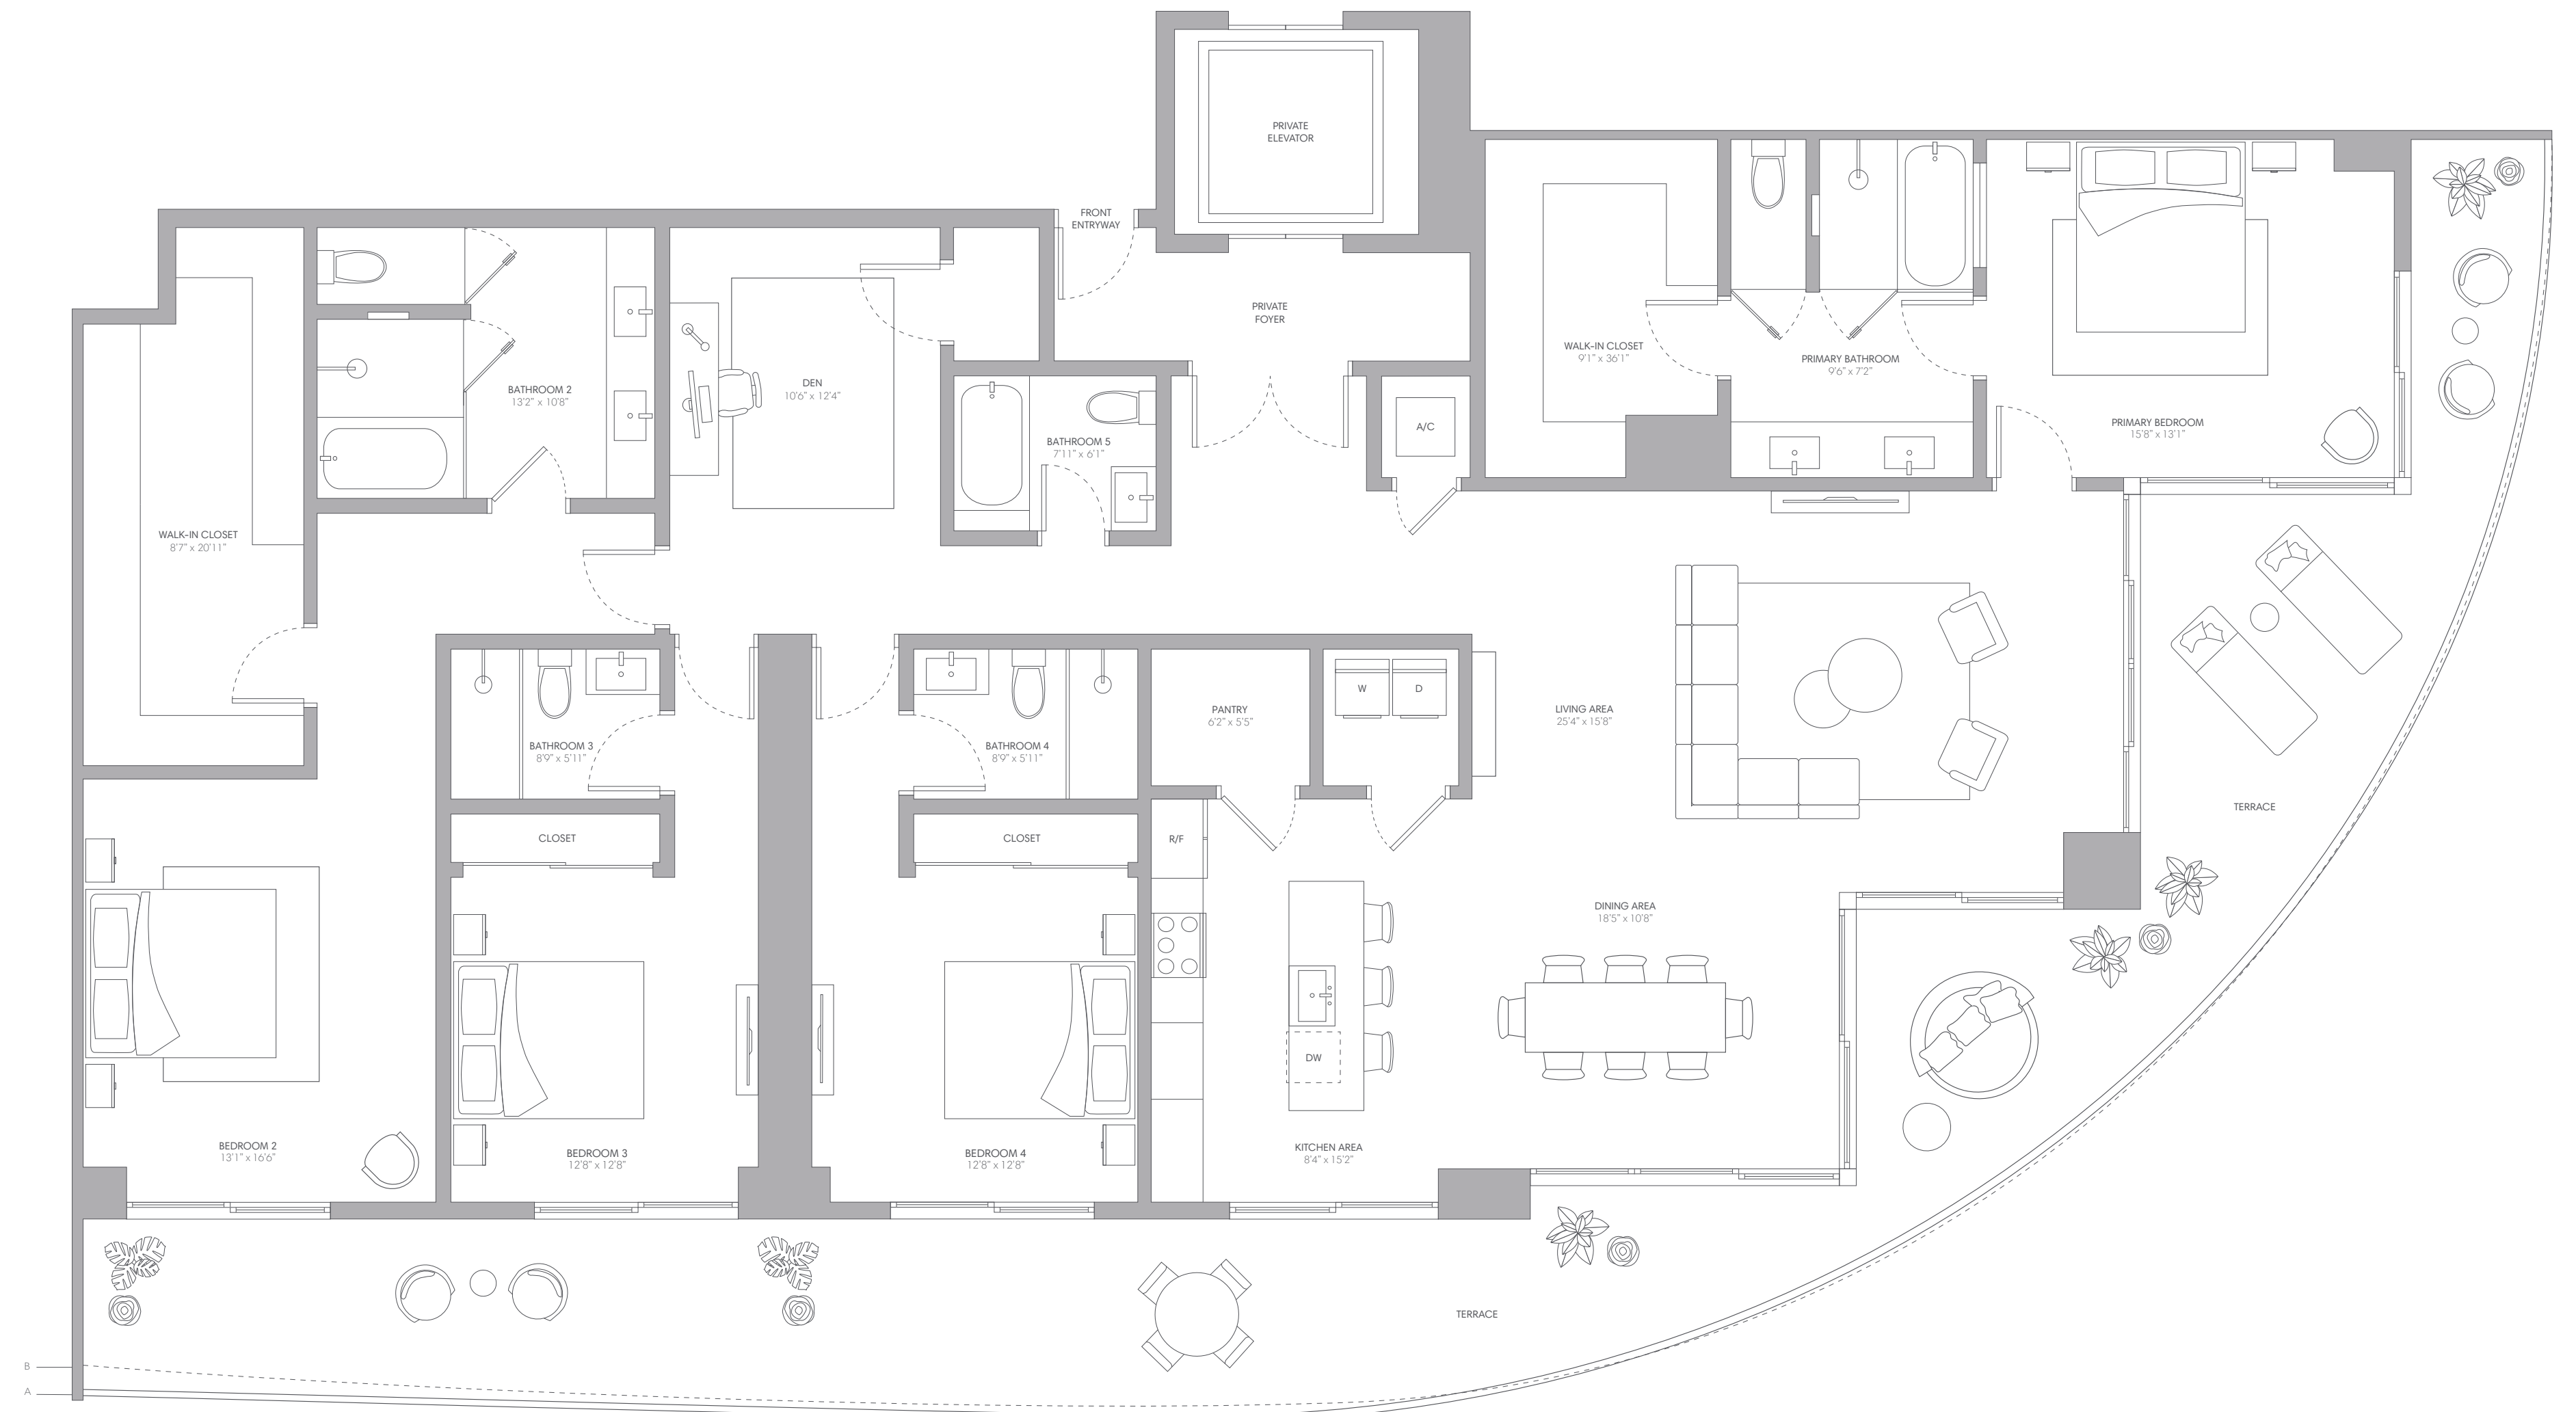 PRIVATE
ELEVATOR
FRONT
ENTRYWAY
PRIVATE
FOYER
WALK-IN CLOSET
9'1" x 36'1"
PRIMARY BATHROOM
9'6" x 7'2"
PRIMARY BEDROOM
15'8" x 13'1"
BATHROOM 2
13'2" x 10'8"
DEN
10'6" x 12'4"
BATHROOM 5
7'11" x 6'1"
A/C
WALK-IN CLOSET
8'7" x 20'11"
BATHROOM 3
8'9" x 5'11"
BATHROOM 4
8'9" x 5'11"
PANTRY
6'2" x 5'5"
W
D
LIVING AREA
25'4" x 15'8"
TERRACE
CLOSET
CLOSET
R/F
DINING AREA
18'5" x 10'8"
DW
BEDROOM 2
13'1" x 16'6"
BEDROOM 3
12'8" x 12'8"
BEDROOM 4
12'8" x 12'8"
KITCHEN AREA
8'4" x 15'2"
TERRACE
B
A